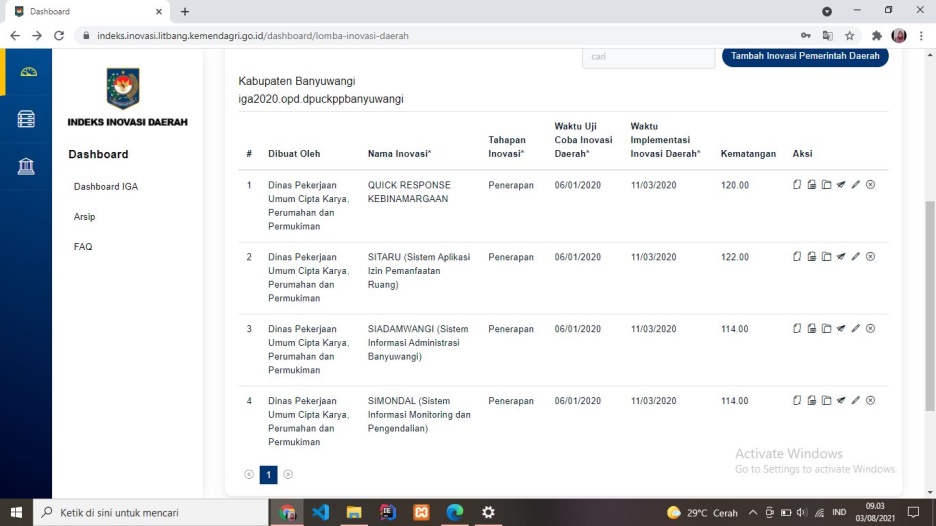 Dashboard
indeks.inovasi.litbang.kemendagri.go.id/dashboard/lomba-inovasi-daerah
INDEKS INOVASI DAERAH
Dashboard
Dashboard IGA
Arsip
FAQ
cari
Tambah Inovasi Pemerintah Daerah
Kabupaten Banyuwangi
iga2020.opd.dpuckppbanyuwangi
# Dibuat Oleh Nama Inovasi* Tahapan Inovasi* Waktu Uji Coba Inovasi Daerah* Waktu Implementasi Inovasi Daerah* Kematangan Aksi
1 Dinas Pekerjaan QUICK RESPONSE Penerapan 06/01/2020 11/03/2020 120.00
Umum Cipta Karya, KEBINAMARGAAN
Perumahan dan
Permukiman
2 Dinas Pekerjaan SITARU (Sistem Aplikasi Penerapan 06/01/2020 11/03/2020 122.00
Umum Cipta Karya, Izin Pemanfaatan
Perumahan dan Ruang)
Permukiman
3 Dinas Pekerjaan SIADAMWANGI (Sistem Penerapan 06/01/2020 11/03/2020 114.00
Umum Cipta Karya, Informasi Administrasi
Perumahan dan Banyuwangi)
Permukiman
4 Dinas Pekerjaan SIMONDAL (Sistem Penerapan 06/01/2020 11/03/2020 114.00
Umum Cipta Karya, Informasi Monitoring dan
Perumahan dan Pengendalian)
Permukiman
1
Activate Windows
Go to Settings to activate Windows.
Ketik di sini untuk mencari
29°C Cerah
IND
09.03
03/08/2021